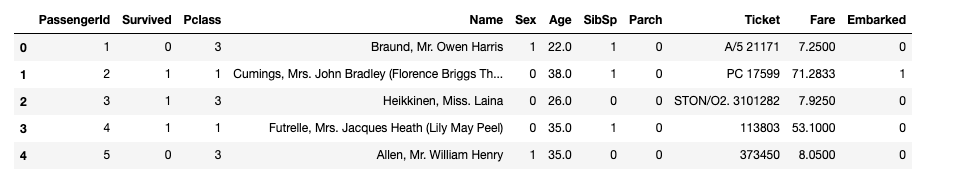 PassengerId Survived Pclass Name Sex Age SibSp Parch Ticket Fare Embarked
0 1 0 3 Braund, Mr. Owen Harris 1 22.0 1 0 A/5 21171 7.2500 0
1 2 1 1 Cumings, Mrs. John Bradley (Florence Briggs Th... 0 38.0 1 0 PC 17599 71.2833 1
2 3 1 3 Heikkinen, Miss. Laina 0 26.0 0 0 STON/O2. 3101282 7.9250 0
3 4 1 1 Futrelle, Mrs. Jacques Heath (Lily May Peel) 0 35.0 1 0 113803 53.1000 0
4 5 0 3 Allen, Mr. William Henry 1 35.0 0 0 373450 8.0500 0